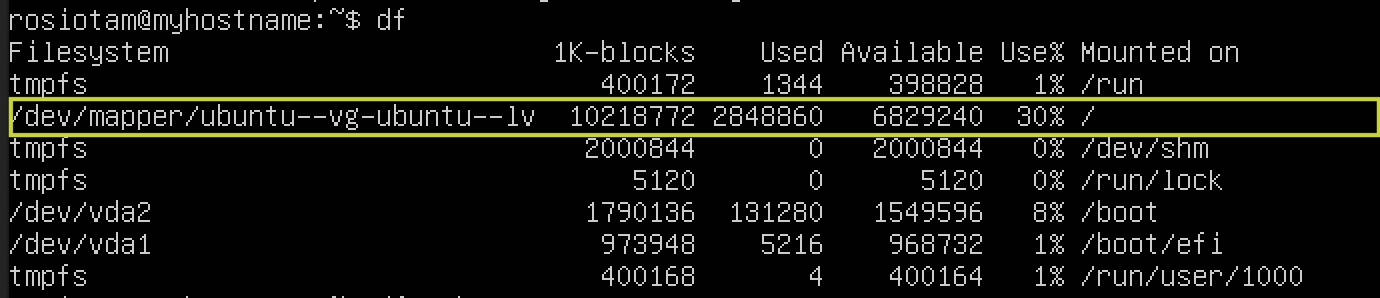 rosiotam@myhostname:~$ df
Filesystem                         1K-blocks    Used Available Use% Mounted on
tmpfs                                 400172    1344    398828   1% /run
/dev/mapper/ubuntu--vg-ubuntu--lv  10218772 2848860   6829240  30% /
tmpfs                                2000844       0   2000844   0% /dev/shm
tmpfs                                   5120       0      5120   0% /run/lock
/dev/vda2                            1790136  131280   1549596   8% /boot
/dev/vda1                             973948    5216    968732   1% /boot/efi
tmpfs                                 400168       4    400164   1% /run/user/1000